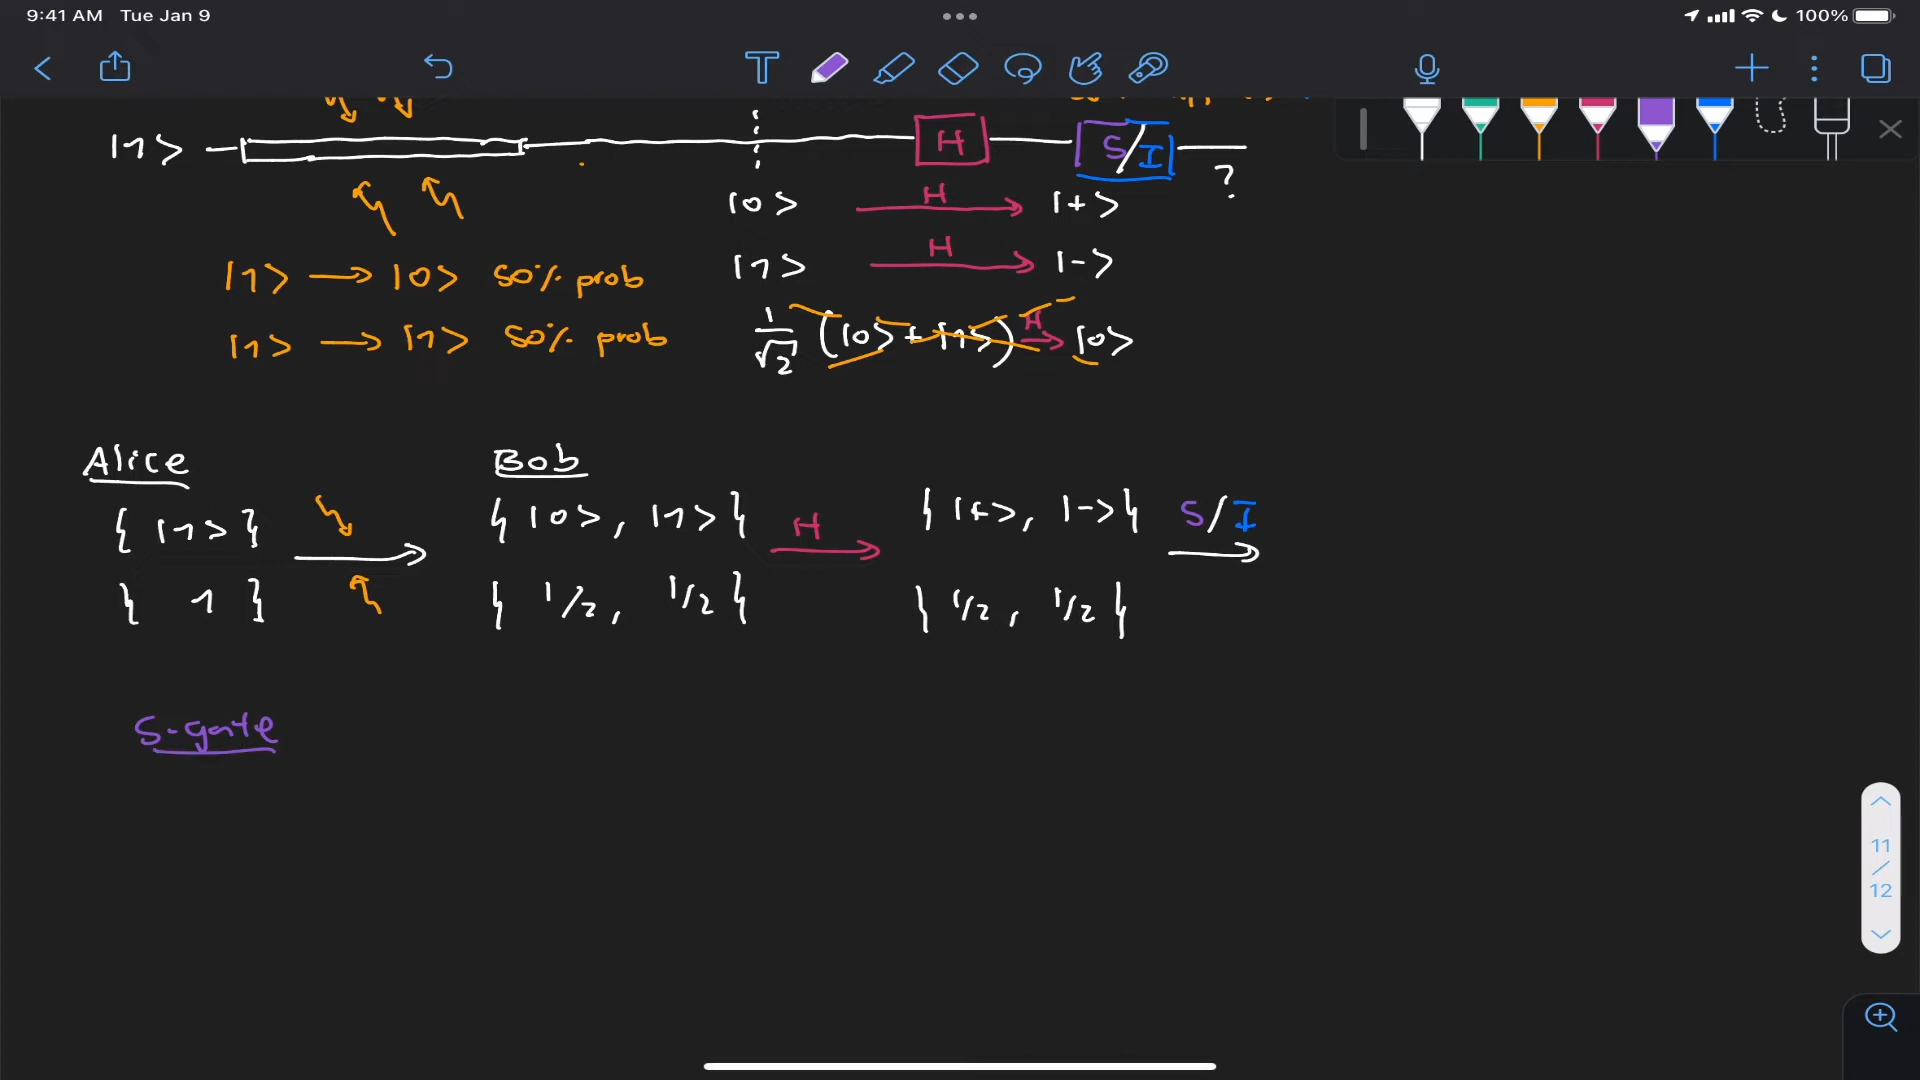 9:41 AM Tue Jan 9
100%
|1>
H
S/I
?
|0> H |+>
|1> H |->
|1> → |0> 50% prob
|1> → |1> 50% prob
1/√2 (|0> + |1>) H |0>
Alice
Bob
{ |1> }
{ |0>, |1> }
H
{ |+>, |-> }
S/I
{ 1 }
{ 1/2, 1/2 }
{ 1/2, 1/2 }
S-gate
11
/
12